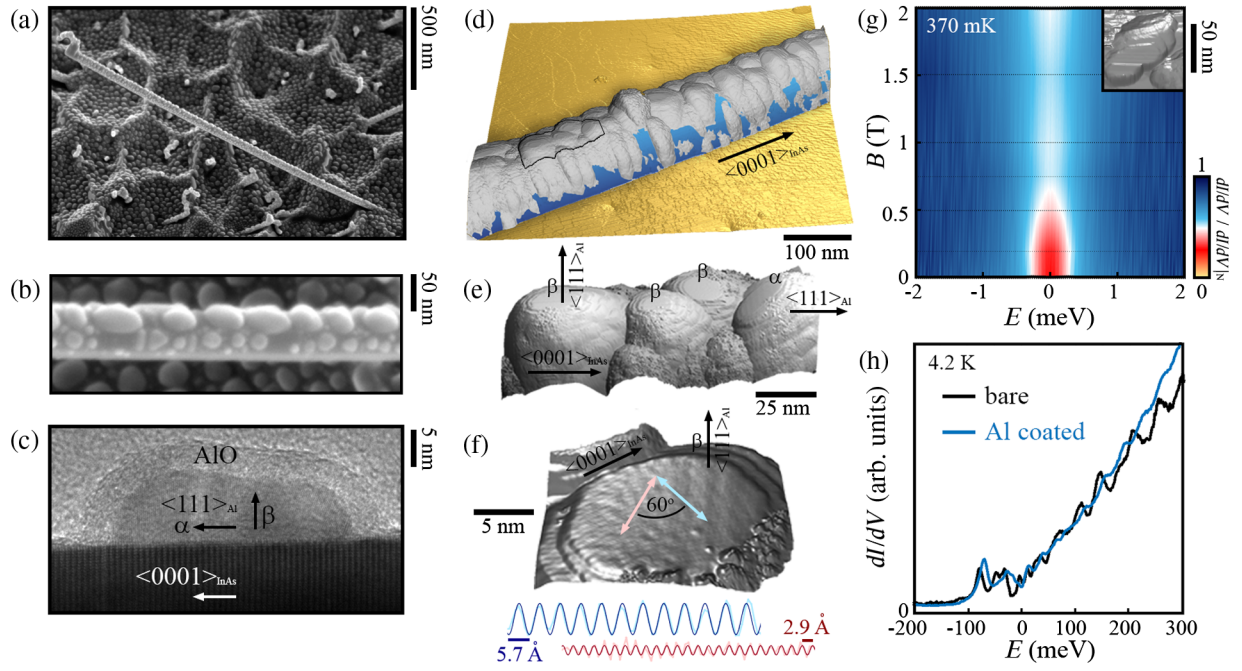 (a)
500 nm
(b)
50 nm
(c)
5 nm
AlO
<111>Al
α
β
<0001>InAs
(d)
<0001>InAs
100 nm
(e)
β
<111>Al
β
β
α
<111>Al
<0001>InAs
25 nm
(f)
<0001>InAs
β
<111>Al
60°
5 nm
5.7 Å
2.9 Å
(g)
370 mK
50 nm
B (T)
2
1.5
1
0.5
0
-2
-1
0
1
2
E (meV)
1
0
dI/dV / dI/dV|N
(h)
4.2 K
bare
Al coated
dI/dV (arb. units)
0
-200
-100
0
100
200
300
E (meV)